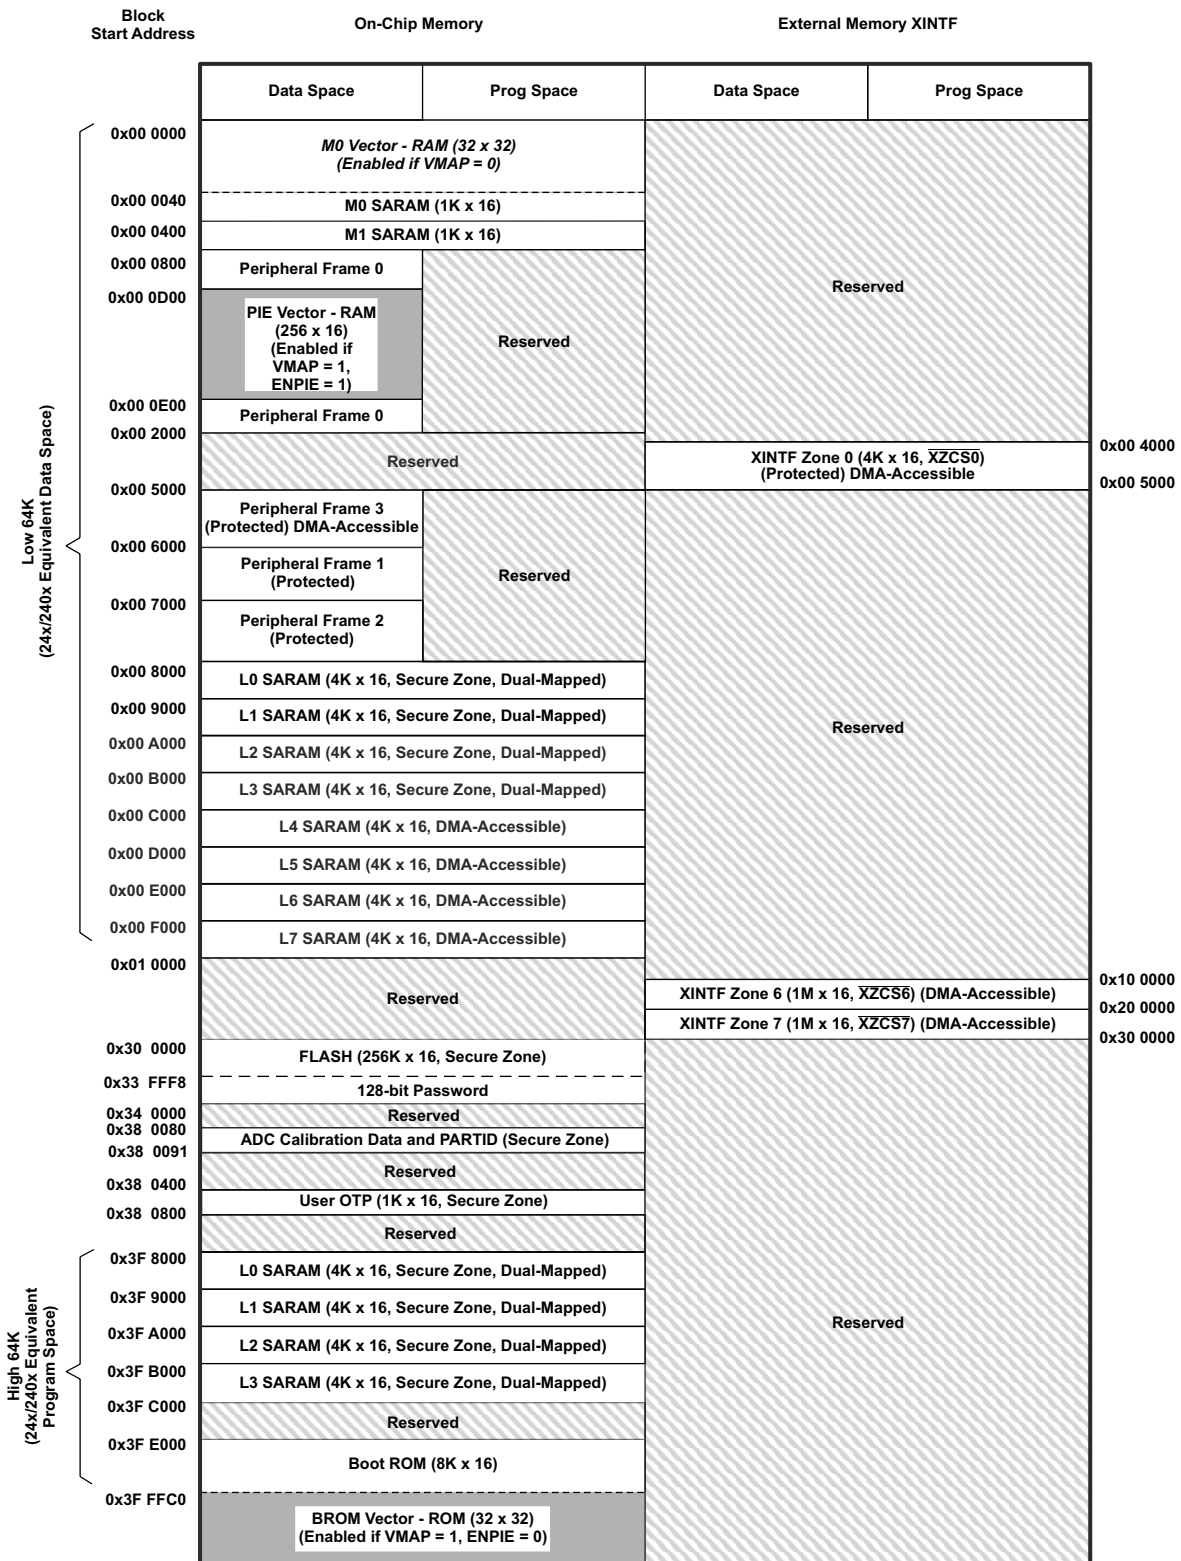 Block
Start Address
On-Chip Memory
External Memory XINTF
Data Space
Prog Space
Data Space
Prog Space
Low 64K
(24x/240x Equivalent Data Space)
0x00 0000
M0 Vector - RAM (32 x 32)
(Enabled if VMAP = 0)
0x00 0040
M0 SARAM (1K x 16)
0x00 0400
M1 SARAM (1K x 16)
0x00 0800
Peripheral Frame 0
0x00 0D00
PIE Vector - RAM
(256 x 16)
(Enabled if
VMAP = 1,
ENPIE = 1)
Reserved
Reserved
0x00 0E00
Peripheral Frame 0
0x00 2000
Reserved
XINTF Zone 0 (4K x 16, XZCS0)
(Protected) DMA-Accessible
0x00 4000
0x00 5000
0x00 5000
Peripheral Frame 3
(Protected) DMA-Accessible
0x00 6000
Peripheral Frame 1
(Protected)
Reserved
0x00 7000
Peripheral Frame 2
(Protected)
0x00 8000
L0 SARAM (4K x 16, Secure Zone, Dual-Mapped)
0x00 9000
L1 SARAM (4K x 16, Secure Zone, Dual-Mapped)
Reserved
0x00 A000
L2 SARAM (4K x 16, Secure Zone, Dual-Mapped)
0x00 B000
L3 SARAM (4K x 16, Secure Zone, Dual-Mapped)
0x00 C000
L4 SARAM (4K x 16, DMA-Accessible)
0x00 D000
L5 SARAM (4K x 16, DMA-Accessible)
0x00 E000
L6 SARAM (4K x 16, DMA-Accessible)
0x00 F000
L7 SARAM (4K x 16, DMA-Accessible)
0x01 0000
Reserved
0x10 0000
XINTF Zone 6 (1M x 16, XZCS6) (DMA-Accessible)
0x20 0000
XINTF Zone 7 (1M x 16, XZCS7) (DMA-Accessible)
0x30 0000
0x30 0000
FLASH (256K x 16, Secure Zone)
0x33 FFF8
128-bit Password
0x34 0000
Reserved
0x38 0080
ADC Calibration Data and PARTID (Secure Zone)
0x38 0091
Reserved
0x38 0400
User OTP (1K x 16, Secure Zone)
0x38 0800
Reserved
High 64K
(24x/240x Equivalent
Program Space)
0x3F 8000
L0 SARAM (4K x 16, Secure Zone, Dual-Mapped)
0x3F 9000
L1 SARAM (4K x 16, Secure Zone, Dual-Mapped)
Reserved
0x3F A000
L2 SARAM (4K x 16, Secure Zone, Dual-Mapped)
0x3F B000
L3 SARAM (4K x 16, Secure Zone, Dual-Mapped)
0x3F C000
Reserved
0x3F E000
Boot ROM (8K x 16)
0x3F FFC0
BROM Vector - ROM (32 x 32)
(Enabled if VMAP = 1, ENPIE = 0)